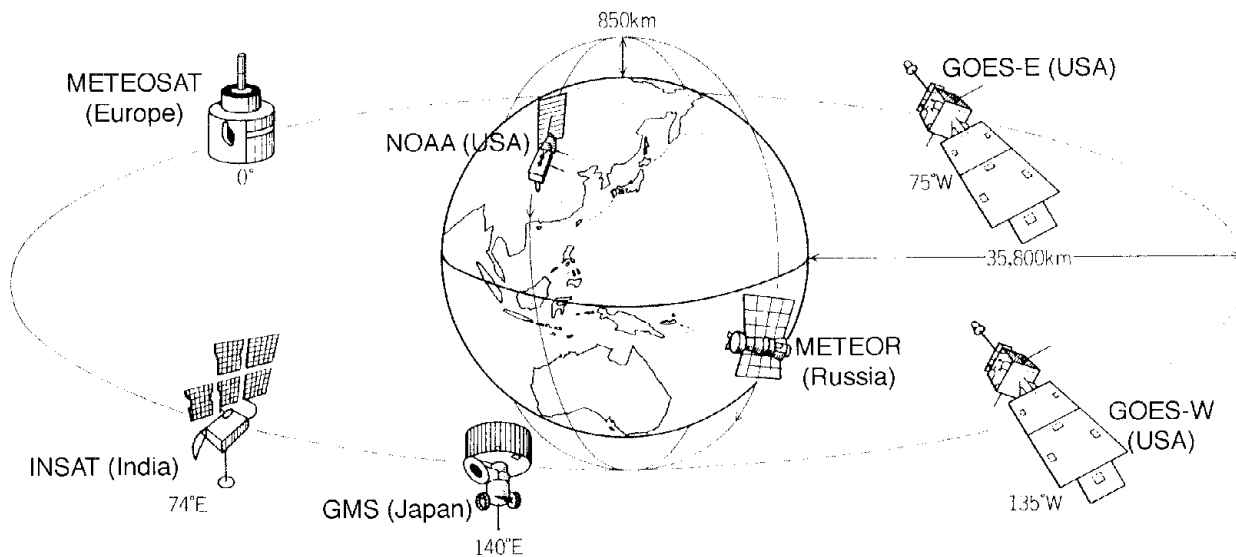 850km
METEOSAT
(Europe)
0°
NOAA (USA)
GOES-E (USA)
75°W
35,800km
METEOR
(Russia)
INSAT (India)
74°E
GMS (Japan)
140°E
GOES-W
(USA)
135°W